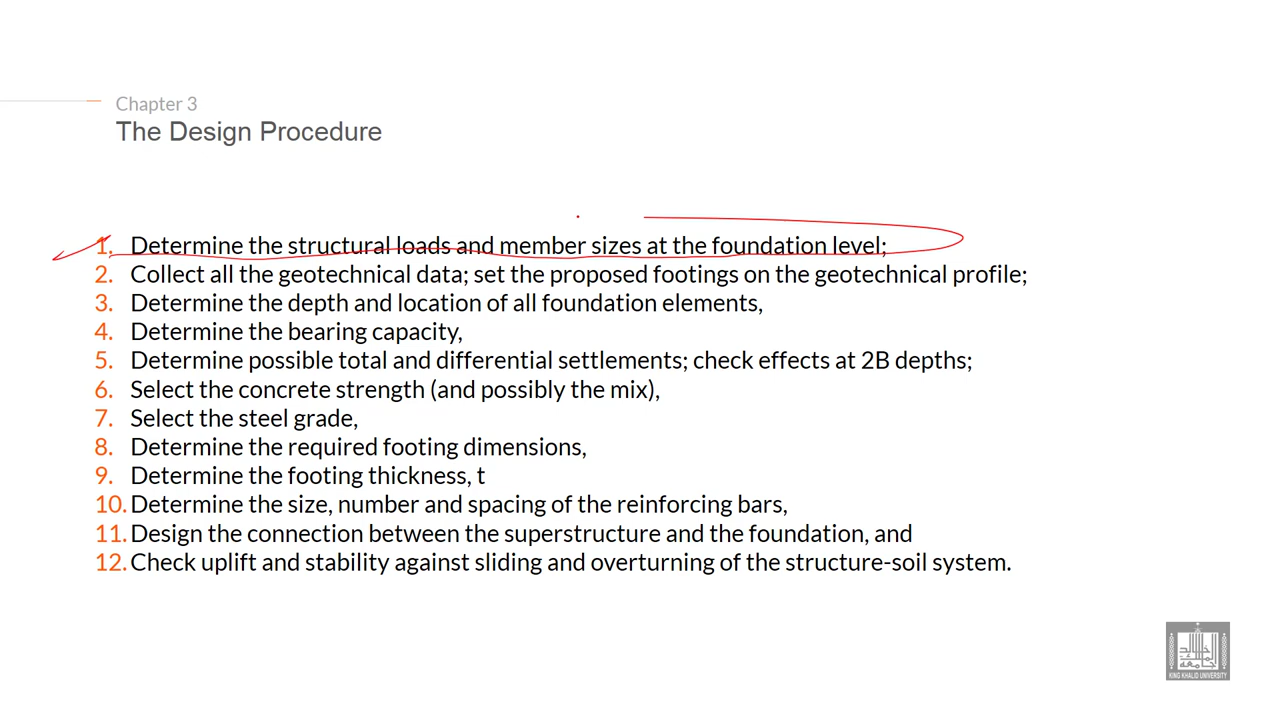 Chapter 3
The Design Procedure
1. Determine the structural loads and member sizes at the foundation level;
2. Collect all the geotechnical data; set the proposed footings on the geotechnical profile;
3. Determine the depth and location of all foundation elements,
4. Determine the bearing capacity,
5. Determine possible total and differential settlements; check effects at 2B depths;
6. Select the concrete strength (and possibly the mix),
7. Select the steel grade,
8. Determine the required footing dimensions,
9. Determine the footing thickness, t
10. Determine the size, number and spacing of the reinforcing bars,
11. Design the connection between the superstructure and the foundation, and
12. Check uplift and stability against sliding and overturning of the structure-soil system.
KING KHALID UNIVERSITY